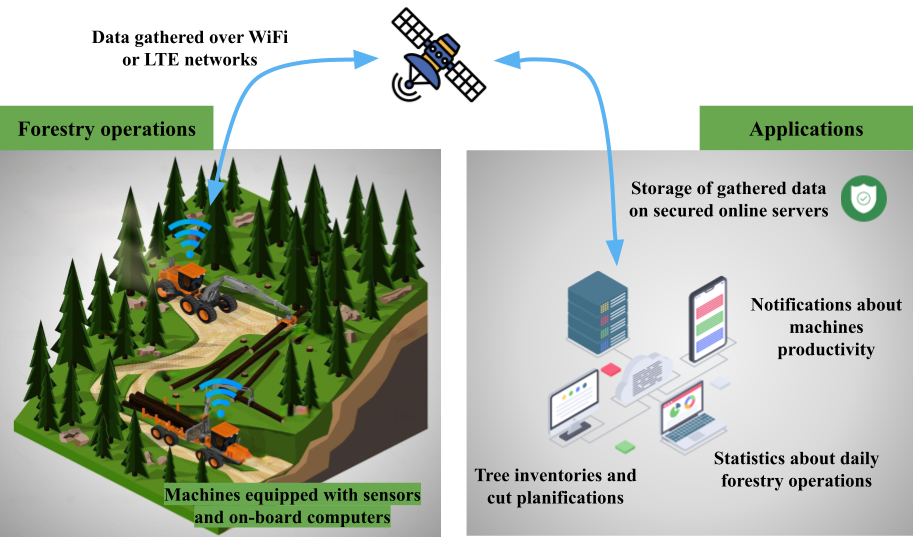 Data gathered over WiFi
or LTE networks
Forestry operations
Applications
Storage of gathered data
on secured online servers
Notifications about
machines
productivity
Tree inventories and
cut planifications
Statistics about daily
forestry operations
Machines equipped with sensors
and on-board computers